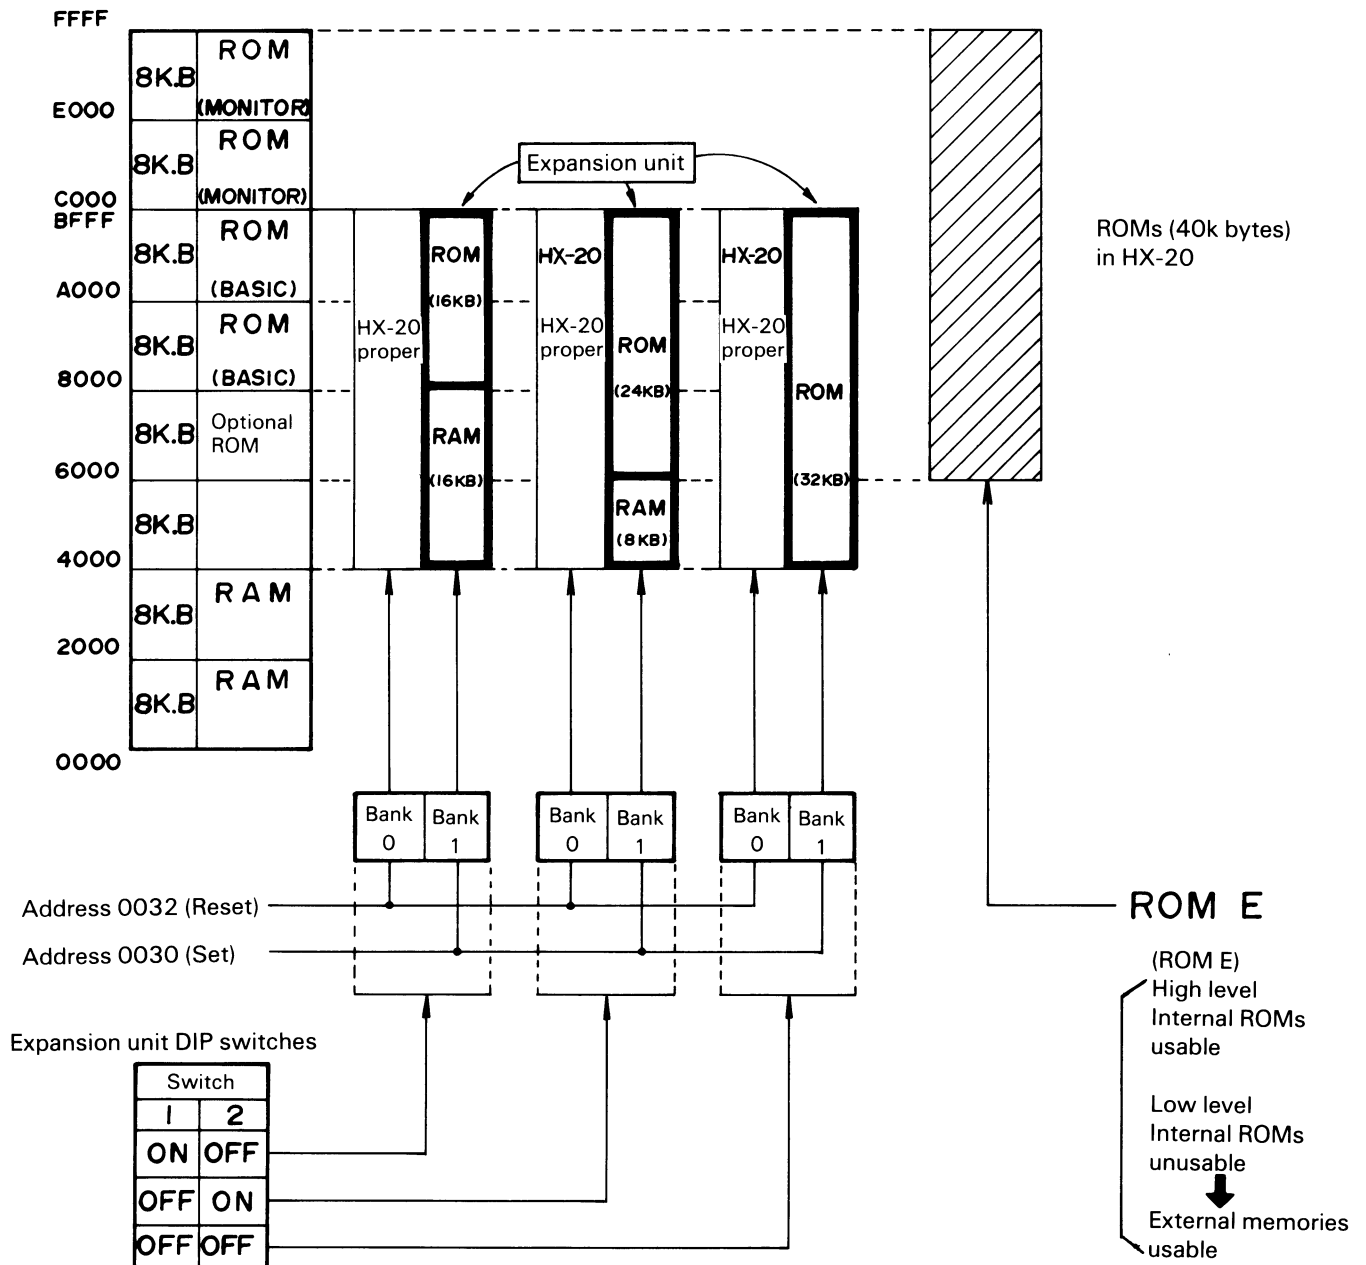 FFFF
8K.B ROM
E000 (MONITOR)
8K.B ROM
C000 (MONITOR)
BFFF
8K.B ROM
A000 (BASIC)
8K.B ROM
8000 (BASIC)
8K.B Optional
ROM
6000
8K.B
4000
8K.B RAM
2000
8K.B RAM
0000
Expansion unit
HX-20
proper
ROM
(16KB)
RAM
(16KB)
HX-20
HX-20
proper
ROM
(24KB)
RAM
(8KB)
HX-20
HX-20
proper
ROM
(32KB)
ROMs (40k bytes)
in HX-20
Bank
0
Bank
1
Bank
0
Bank
1
Bank
0
Bank
1
Address 0032 (Reset)
Address 0030 (Set)
ROM E
(ROM E)
High level
Internal ROMs
usable
Low level
Internal ROMs
unusable
External memories
usable
Expansion unit DIP switches
Switch
1 2
ON OFF
OFF ON
OFF OFF